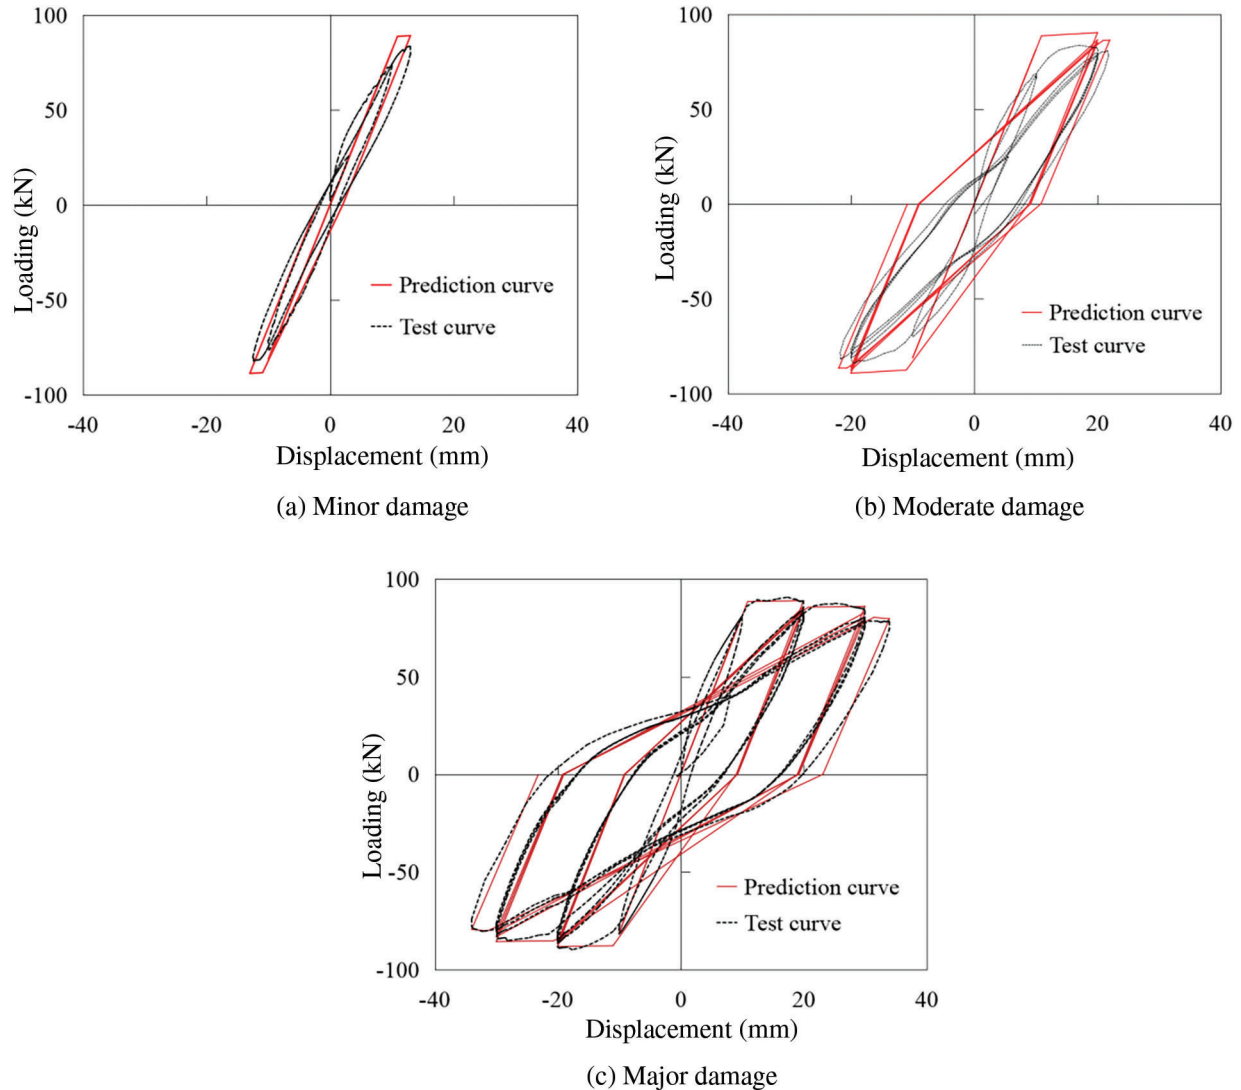 100
50
0
-50
-100
Loading (kN)
Prediction curve
Test curve
-40
-20
0
20
40
Displacement (mm)
(a) Minor damage
100
50
0
-50
-100
Loading (kN)
Prediction curve
Test curve
-40
-20
0
20
40
Displacement (mm)
(b) Moderate damage
100
50
0
-50
-100
Loading (kN)
Prediction curve
Test curve
-40
-20
0
20
40
Displacement (mm)
(c) Major damage